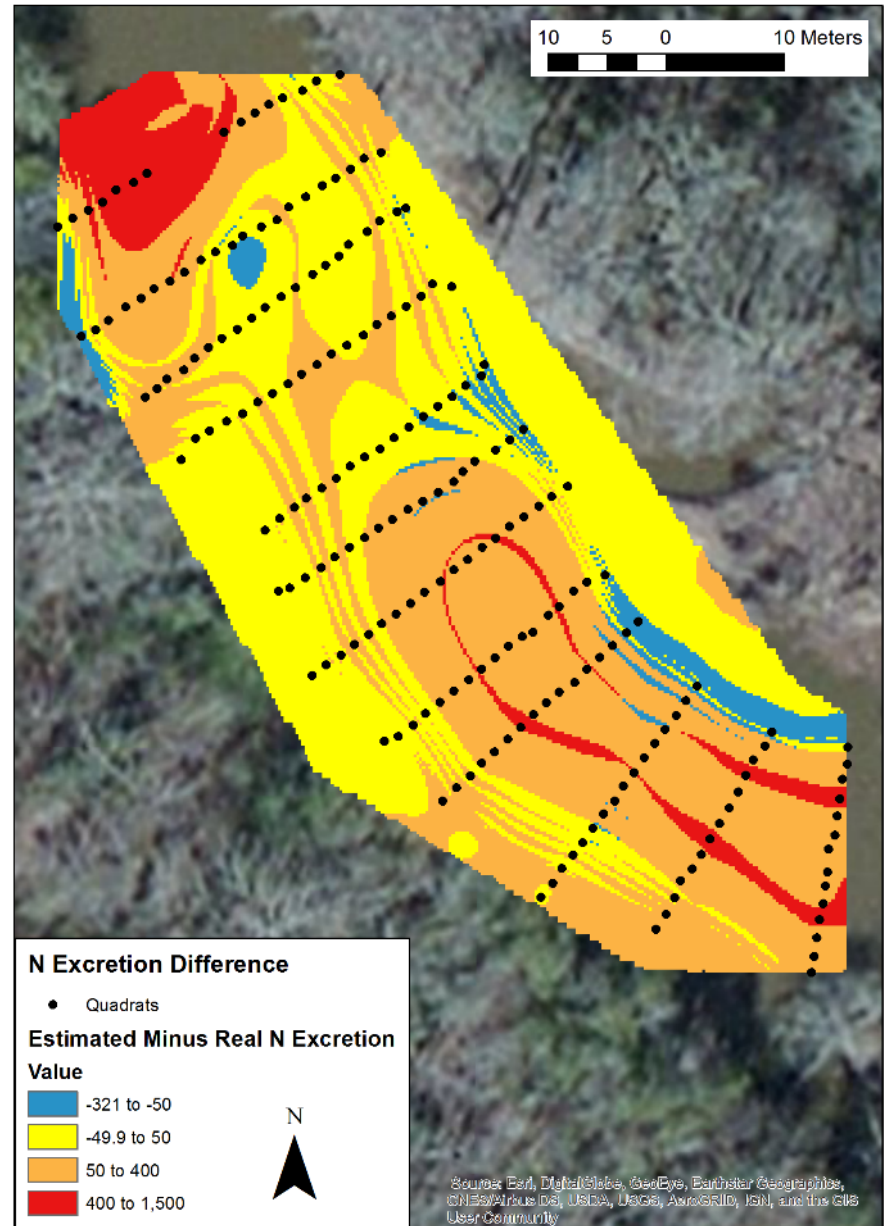 10 5 0 10 Meters
N Excretion Difference
Quadrats
Estimated Minus Real N Excretion
Value
-321 to -50
-49.9 to 50
50 to 400
400 to 1,500
N
Source: Esri, DigitalGlobe, GeoEye, Earthstar Geographics,
CNES/Airbus DS, USDA, USGS, AeroGRID, IGN, and the GIS
User Community